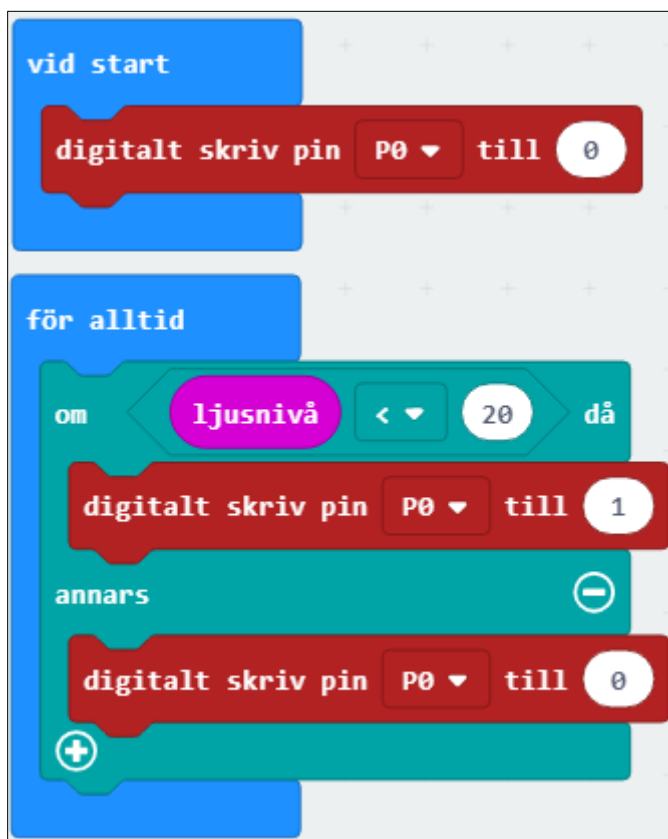 vid start
digitalt skriv pin P0 till 0
för alltid
om ljusnivå < 20 då
digitalt skriv pin P0 till 1
annars
digitalt skriv pin P0 till 0